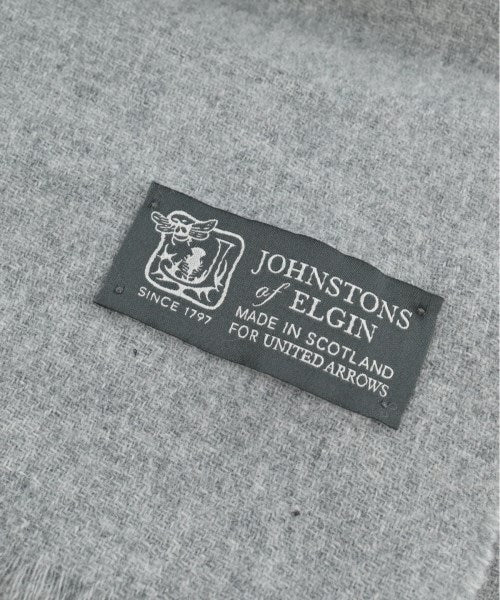 SINCE 1797
JOHNSTONS
of ELGIN
MADE IN SCOTLAND
FOR UNITED ARROWS